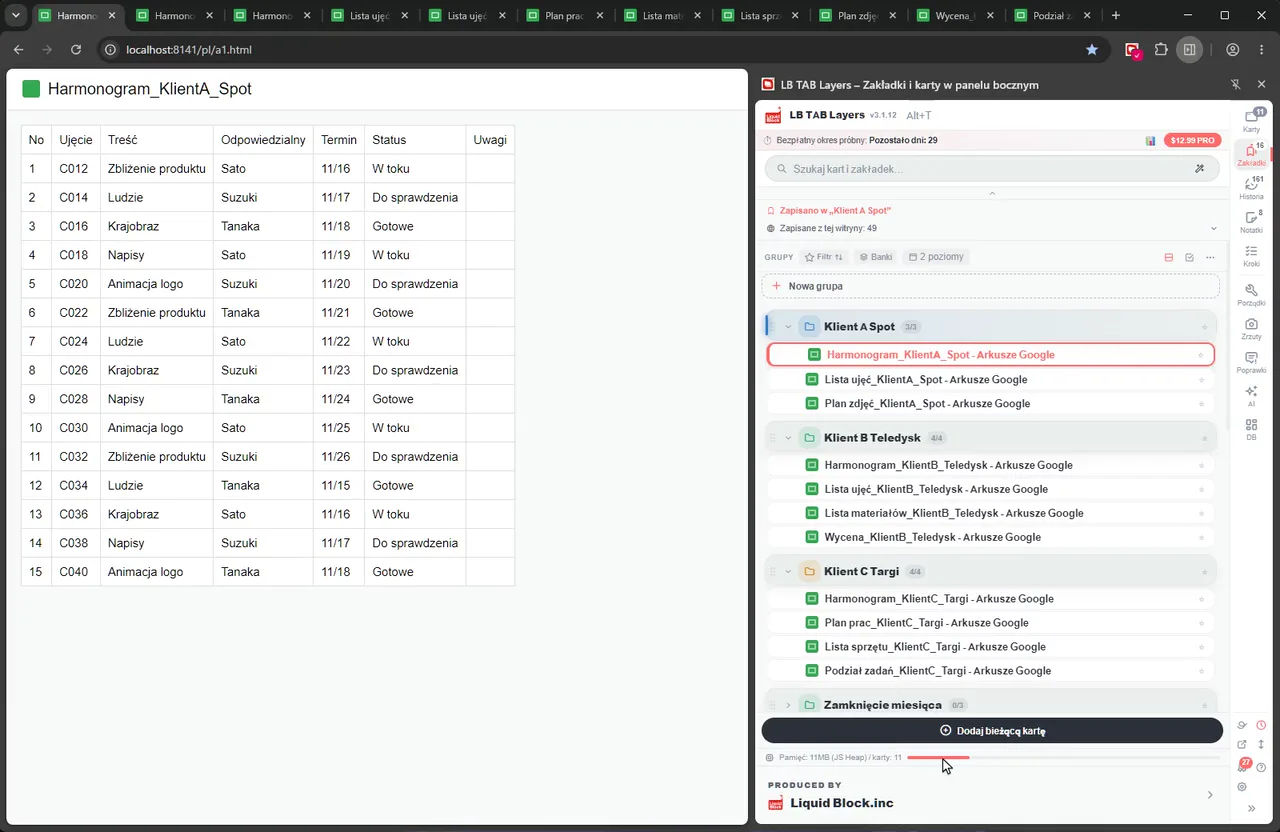 Harmono
Harmono
Harmono
Lista ujęć
Lista ujęć
Plan prac
Lista mate
Lista sprz
Plan zdję
Wycena_
Podział z
localhost:8141/pl/a1.html
Harmonogram_KlientA_Spot
No Ujęcie Treść Odpowiedzialny Termin Status Uwagi
1 C012 Zbliżenie produktu Sato 11/16 W toku
2 C014 Ludzie Suzuki 11/17 Do sprawdzenia
3 C016 Krajobraz Tanaka 11/18 Gotowe
4 C018 Napisy Sato 11/19 W toku
5 C020 Animacja logo Suzuki 11/20 Do sprawdzenia
6 C022 Zbliżenie produktu Tanaka 11/21 Gotowe
7 C024 Ludzie Sato 11/22 W toku
8 C026 Krajobraz Suzuki 11/23 Do sprawdzenia
9 C028 Napisy Tanaka 11/24 Gotowe
10 C030 Animacja logo Sato 11/25 W toku
11 C032 Zbliżenie produktu Suzuki 11/26 Do sprawdzenia
12 C034 Ludzie Tanaka 11/15 Gotowe
13 C036 Krajobraz Sato 11/16 W toku
14 C038 Napisy Suzuki 11/17 Do sprawdzenia
15 C040 Animacja logo Tanaka 11/18 Gotowe
LB TAB Layers – Zakładki i karty w panelu bocznym
LB TAB Layers v3.1.12 Alt+T
Bezpłatny okres próbny: Pozostało dni: 29 $12.99 PRO
Szukaj kart i zakładek...
Zapisano w „Klient A Spot”
Zapisane z tej witryny: 49
GRUPY Filtr Banki 2 poziomy
Nowa grupa
Klient A Spot 3/3
Harmonogram_KlientA_Spot - Arkusze Google
Lista ujęć_KlientA_Spot - Arkusze Google
Plan zdjęć_KlientA_Spot - Arkusze Google
Klient B Teledysk 4/4
Harmonogram_KlientB_Teledysk - Arkusze Google
Lista ujęć_KlientB_Teledysk - Arkusze Google
Lista materiałów_KlientB_Teledysk - Arkusze Google
Wycena_KlientB_Teledysk - Arkusze Google
Klient C Targi 4/4
Harmonogram_KlientC_Targi - Arkusze Google
Plan prac_KlientC_Targi - Arkusze Google
Lista sprzętu_KlientC_Targi - Arkusze Google
Podział zadań_KlientC_Targi - Arkusze Google
Zamknięcie miesiąca 0/3
Dodaj bieżącą kartę
Pamięć: 11MB (JS Heap) / karty: 11
PRODUCED BY
Liquid Block.inc
11
Karty
16
Zakładki
161
Historia
8
Notatki
Kroki
Porządki
Zrzuty
Poprawki
AI
DB
27